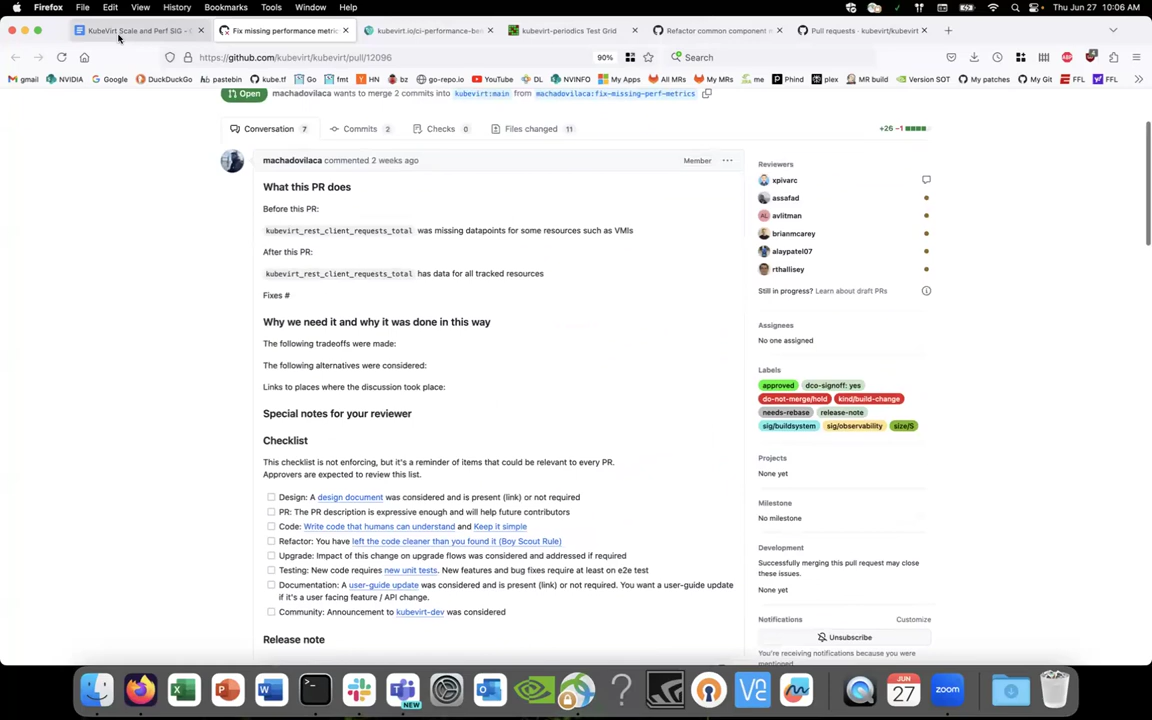 Firefox File Edit View History Bookmarks Tools Window Help Thu Jun 27 10:06 AM
KubeVirt Scale and Perf SIG - × Fix missing performance metric × kubevirt.io/ci-performance-be × kubevirt-periodics Test Grid × Refactor common component × Pull requests · kubevirt/kubevirt × +
https://github.com/kubevirt/kubevirt/pull/12096 90% Search
gmail NVIDIA Google DuckDuckGo pastebin kube.tf Go fmt HN bz go-repo.io YouTube DL NVINFO My Apps All MRs My MRs me Phind plex MR build Version SOT My patches My Git FFL FFL
Open machadovilaca wants to merge 2 commits into kubevirt:main from machadovilaca:fix-missing-perf-metrics
Conversation 7 Commits 2 Checks 0 Files changed 11 +26 −1
machadovilaca commented 2 weeks ago Member ···
What this PR does
Before this PR:
kubevirt_rest_client_requests_total was missing datapoints for some resources such as VMIs
After this PR:
kubevirt_rest_client_requests_total has data for all tracked resources
Fixes #
Why we need it and why it was done in this way
The following tradeoffs were made:
The following alternatives were considered:
Links to places where the discussion took place:
Special notes for your reviewer
Checklist
This checklist is not enforcing, but it's a reminder of items that could be relevant to every PR.
Approvers are expected to review this list.
Design: A design document was considered and is present (link) or not required
PR: The PR description is expressive enough and will help future contributors
Code: Write code that humans can understand and Keep it simple
Refactor: You have left the code cleaner than you found it (Boy Scout Rule)
Upgrade: Impact of this change on upgrade flows was considered and addressed if required
Testing: New code requires new unit tests. New features and bug fixes require at least on e2e test
Documentation: A user-guide update was considered and is present (link) or not required. You want a user-guide update
if it's a user facing feature / API change.
Community: Announcement to kubevirt-dev was considered
Release note
Reviewers
xpivarc
assafad
AL avlitman
brianmcarey
alaypatel07
rthallisey
Still in progress? Learn about draft PRs
Assignees
No one assigned
Labels
approved dco-signoff: yes
do-not-merge/hold kind/build-change
needs-rebase release-note
sig/buildsystem sig/observability size/S
Projects
None yet
Milestone
No milestone
Development
Successfully merging this pull request may close
these issues.
None yet
Notifications Customize
Unsubscribe
You're receiving notifications because you were
mentioned.
NEW
JUN
27
zoom